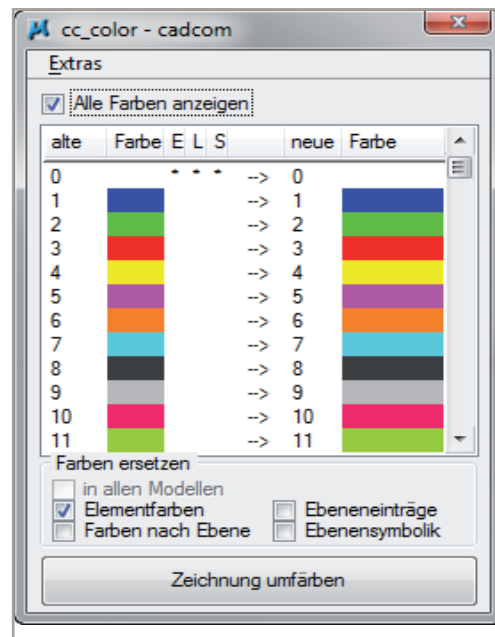 cc_color - cadcom
Extras
Alle Farben anzeigen
alte Farbe E L S neue Farbe
0 * * * --> 0
1 --> 1
2 --> 2
3 --> 3
4 --> 4
5 --> 5
6 --> 6
7 --> 7
8 --> 8
9 --> 9
10 --> 10
11 --> 11
Farben ersetzen
in allen Modellen
Elementfarben Ebeneneinträge
Farben nach Ebene Ebenensymbolik
Zeichnung umfärben